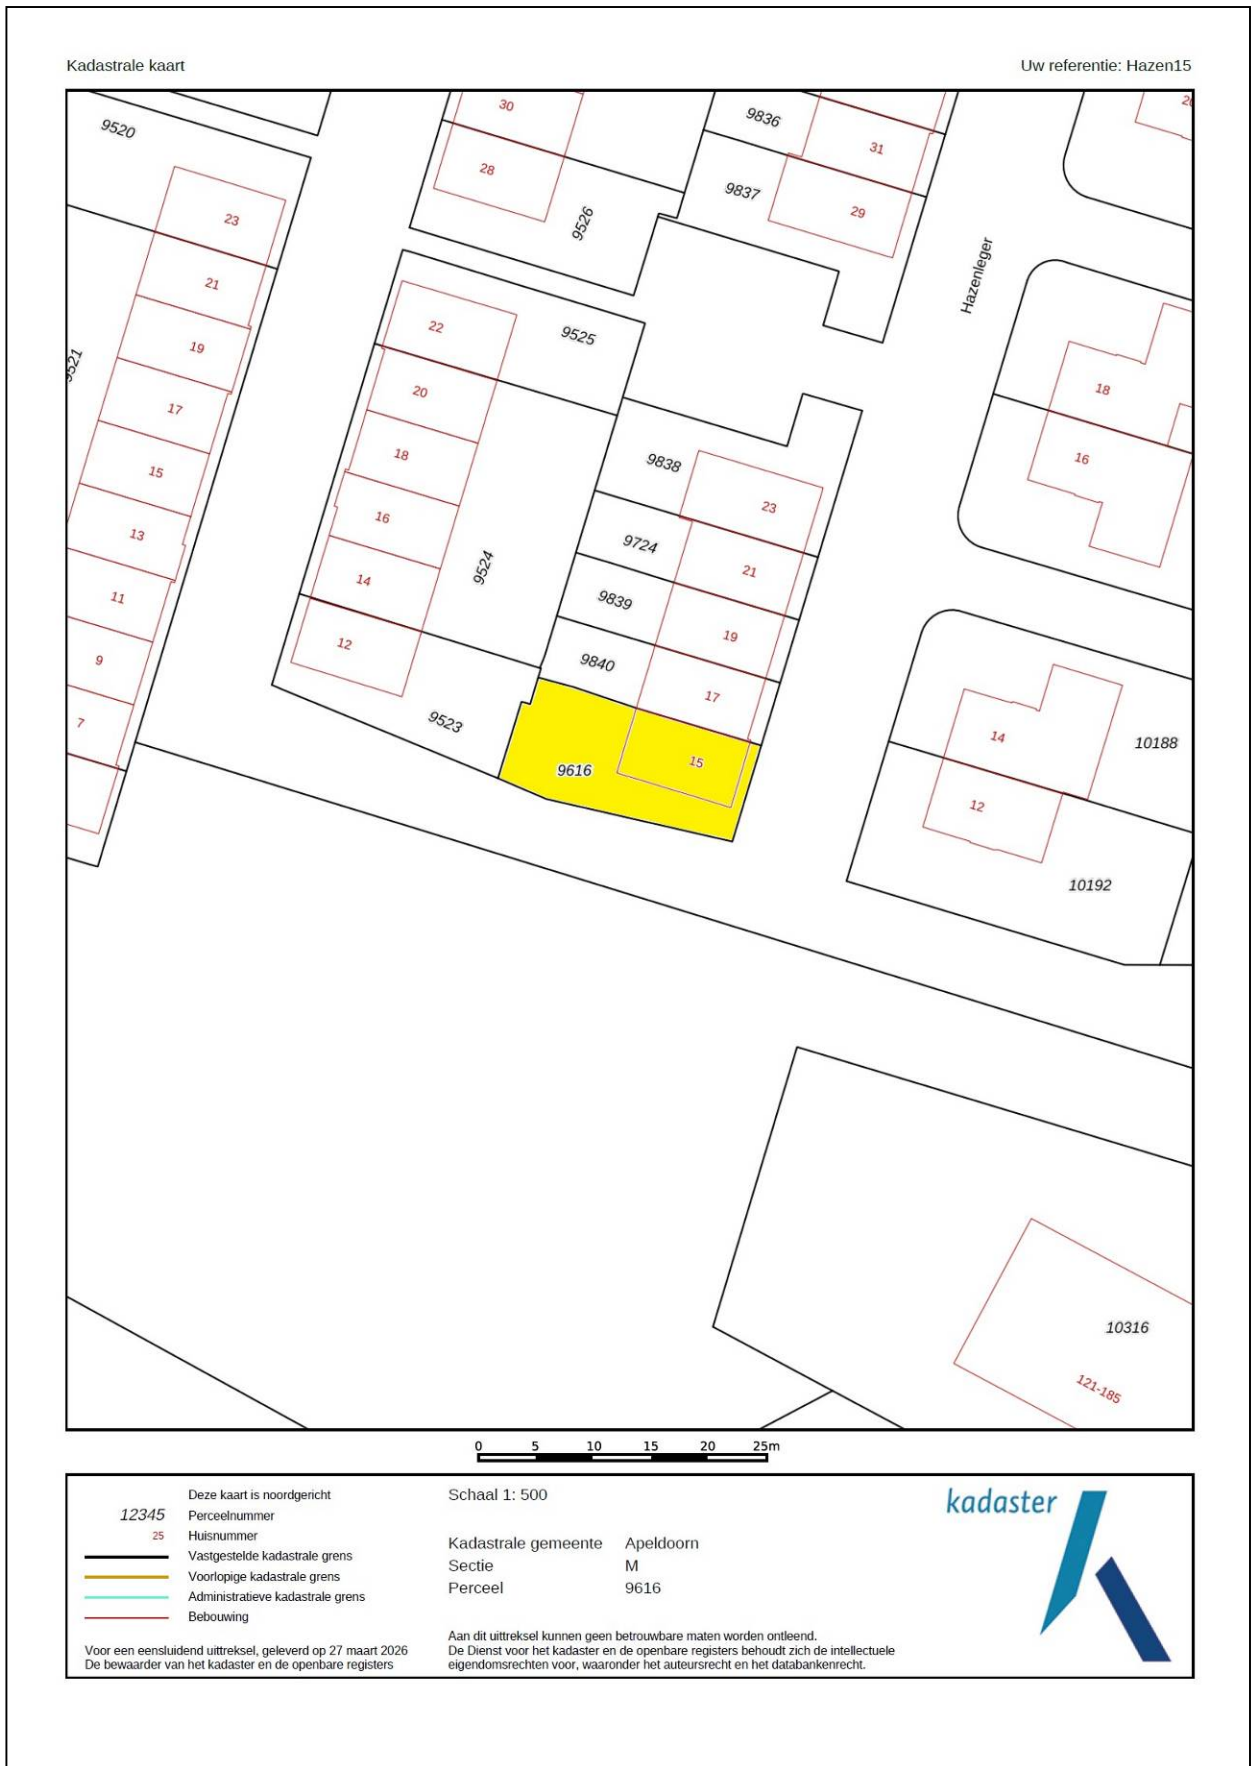 Kadastrale kaart
Uw referentie: Hazen15
9520
30
28
9526
9836
31
9837
29
Hazenleger
23
21
19
17
15
13
11
9
7
22
9525
20
18
16
14
9524
12
9523
9838
23
9724
21
9839
19
9840
17
9616
15
18
16
14
10188
12
10192
10316
121-185
0 5 10 15 20 25m
Deze kaart is noordgericht
12345 Perceelnummer
25 Huisnummer
Vastgestelde kadastrale grens
Voorlopige kadastrale grens
Administratieve kadastrale grens
Bebouwing
Voor een eensluidend uittreksel, geleverd op 27 maart 2026
De bewaarder van het kadaster en de openbare registers
Schaal 1: 500
Kadastrale gemeente Apeldoorn
Sectie M
Perceel 9616
Aan dit uittreksel kunnen geen betrouwbare maten worden ontleend.
De Dienst voor het kadaster en de openbare registers behoudt zich de intellectuele
eigendomsrechten voor, waaronder het auteursrecht en het databankenrecht.
kadaster